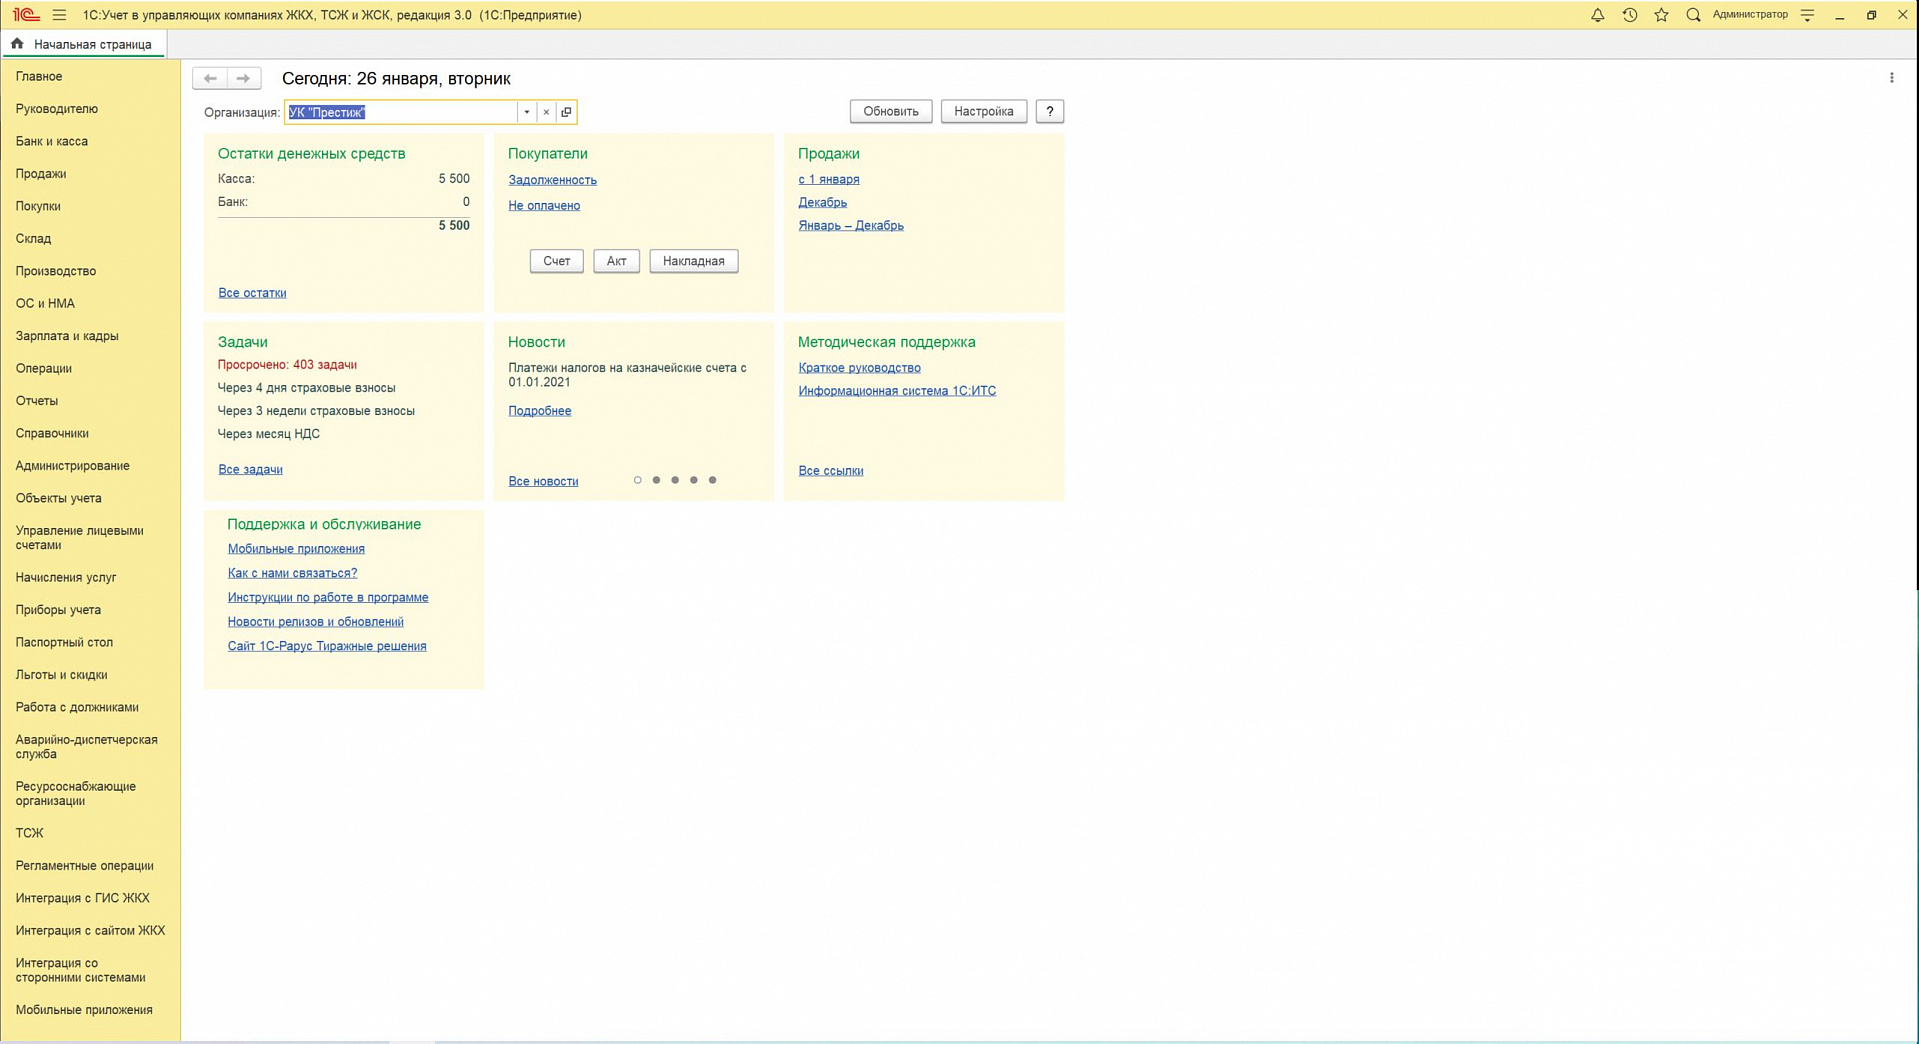 1С:Учет в управляющих компаниях ЖКХ, ТСЖ и ЖСК, редакция 3.0 (1С:Предприятие)
Администратор
Начальная страница
Главное
Руководителю
Банк и касса
Продажи
Покупки
Склад
Производство
ОС и НМА
Зарплата и кадры
Операции
Отчеты
Справочники
Администрирование
Объекты учета
Управление лицевыми
счетами
Начисления услуг
Приборы учета
Паспортный стол
Льготы и скидки
Работа с должниками
Аварийно-диспетчерская
служба
Ресурсоснабжающие
организации
ТСЖ
Регламентные операции
Интеграция с ГИС ЖКХ
Интеграция с сайтом ЖКХ
Интеграция со
сторонними системами
Мобильные приложения
Сегодня: 26 января, вторник
Организация: УК "Престиж"
Обновить
Настройка
?
Остатки денежных средств
Касса: 5 500
Банк: 0
5 500
Все остатки
Покупатели
Задолженность
Не оплачено
Счет
Акт
Накладная
Продажи
с 1 января
Декабрь
Январь – Декабрь
Задачи
Просрочено: 403 задачи
Через 4 дня страховые взносы
Через 3 недели страховые взносы
Через месяц НДС
Все задачи
Новости
Платежи налогов на казначейские счета с
01.01.2021
Подробнее
Все новости
Методическая поддержка
Краткое руководство
Информационная система 1С:ИТС
Все ссылки
Поддержка и обслуживание
Мобильные приложения
Как с нами связаться?
Инструкции по работе в программе
Новости релизов и обновлений
Сайт 1С-Рарус Тиражные решения